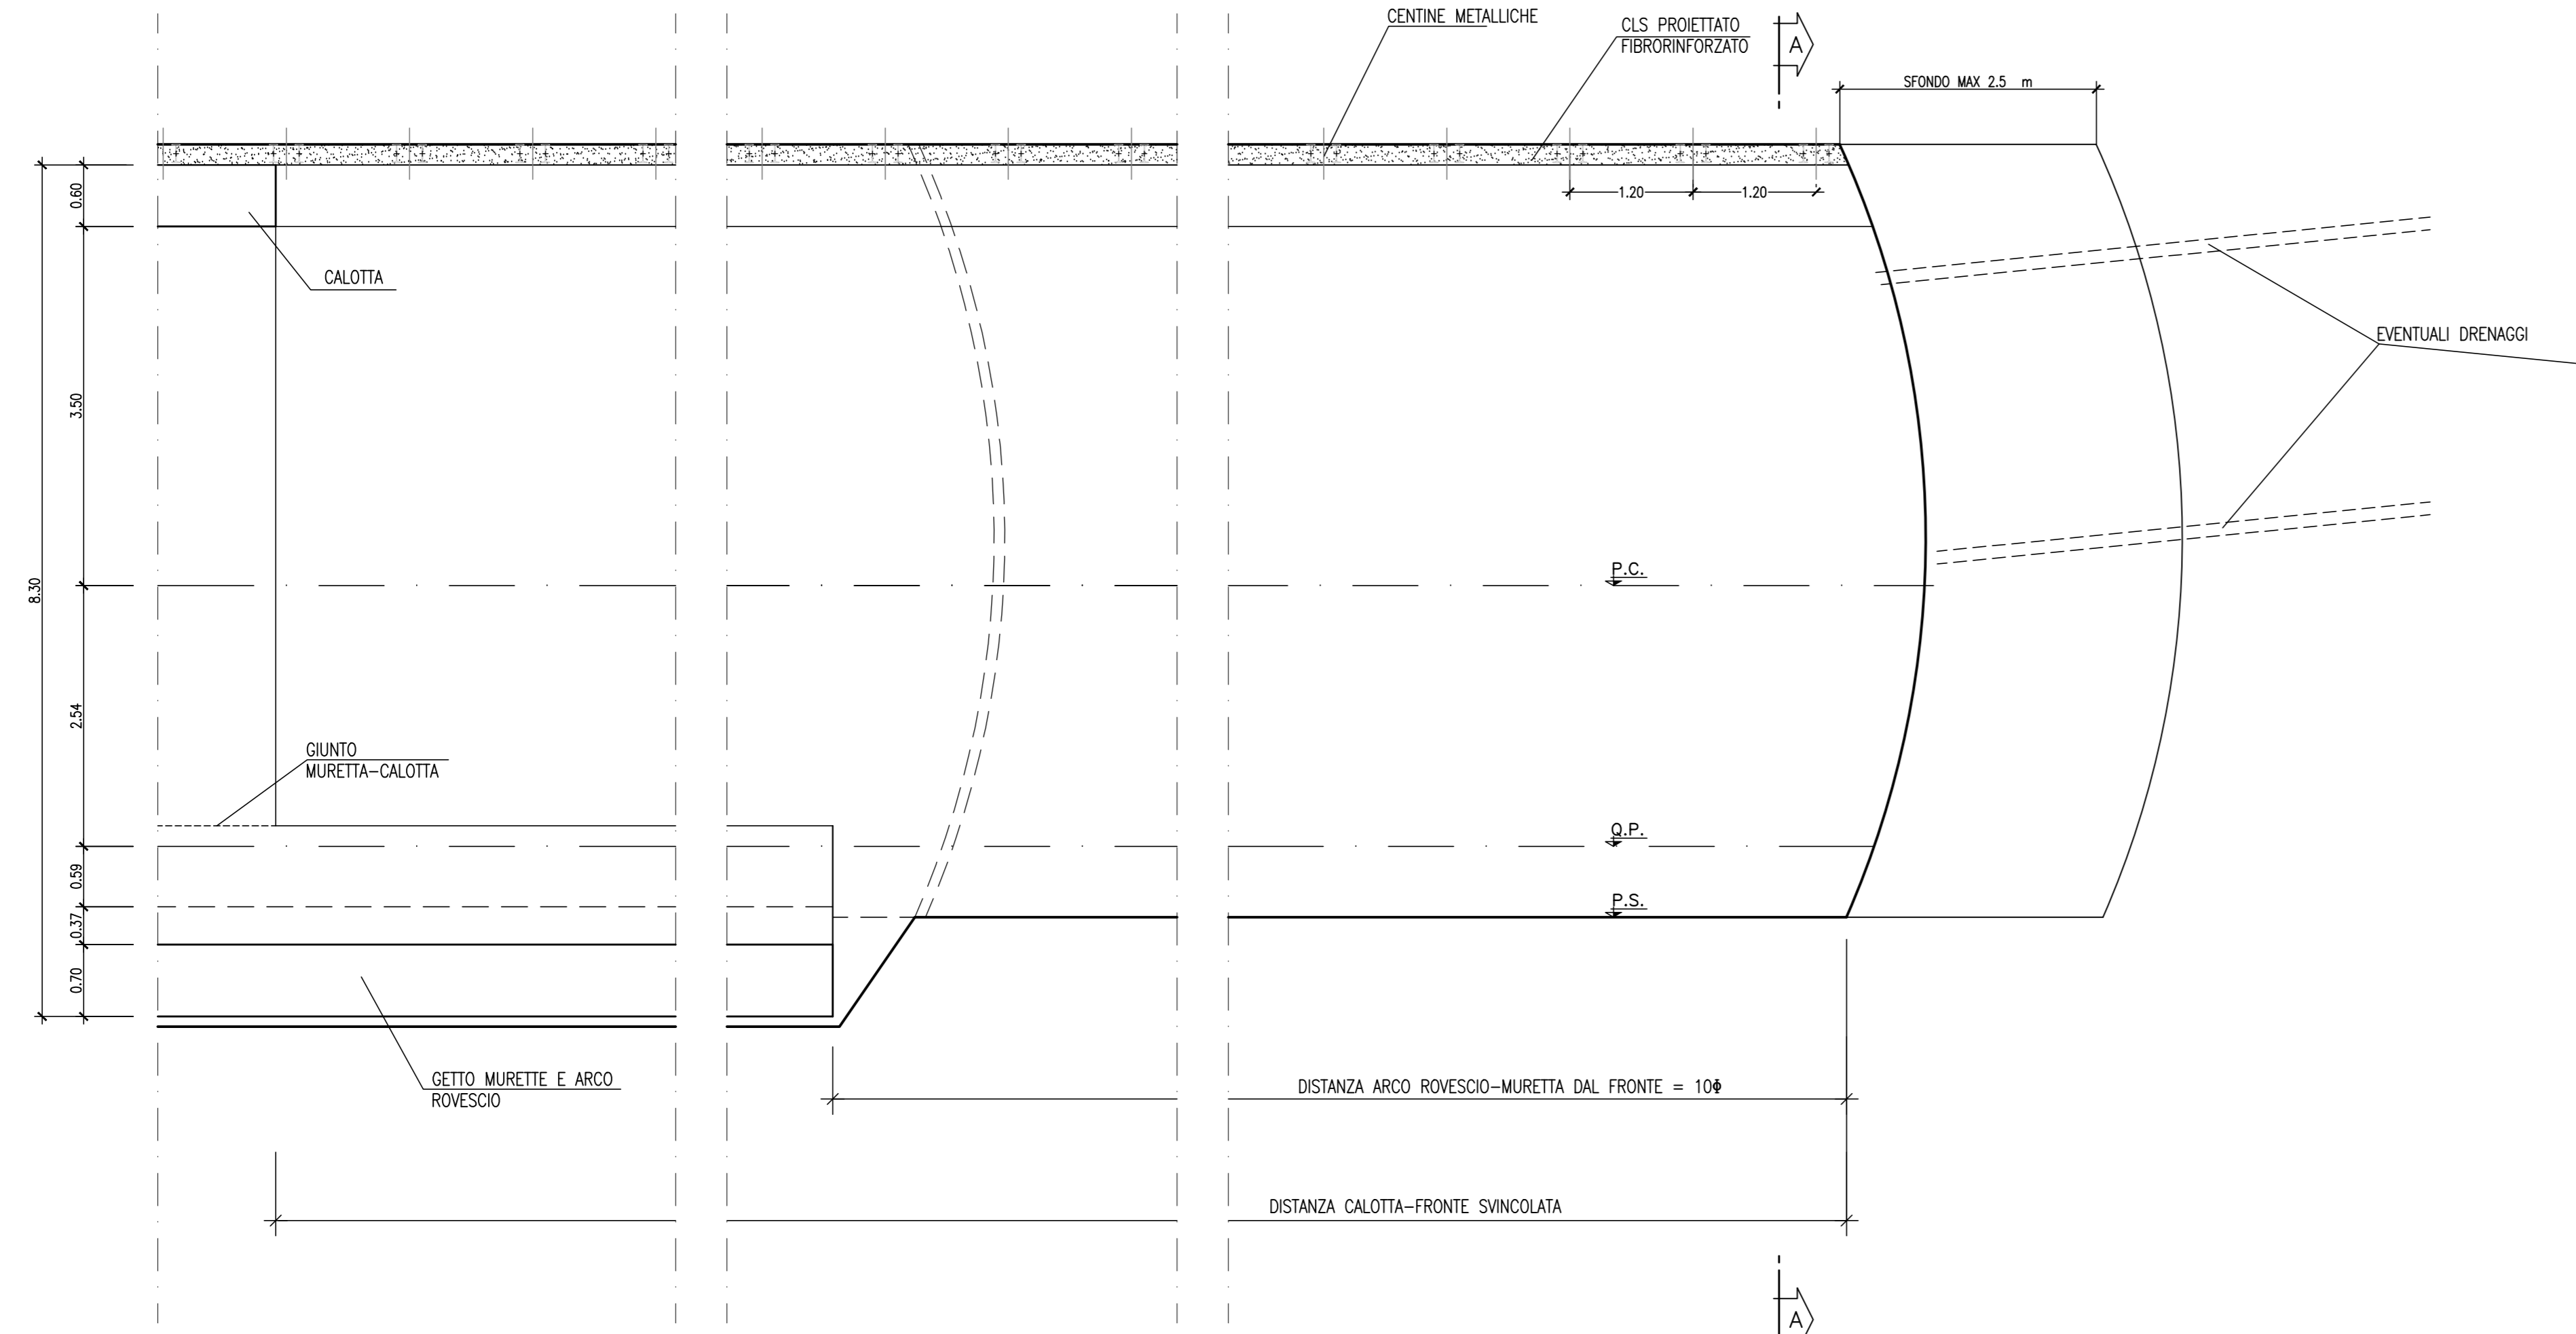 CENTINE METALLICHE
CLS PROIETTATO
FIBRORINFORZATO
A
SFONDO MAX 2.5 m
0.60
1.20
1.20
CALOTTA
EVENTUALI DRENAGGI
3.50
8.30
P.C.
2.54
GIUNTO
MURETTA-CALOTTA
Q.P.
0.59
P.S.
0.37
0.70
GETTO MURETTE E ARCO
ROVESCIO
DISTANZA ARCO ROVESCIO-MURETTA DAL FRONTE = 10Φ
DISTANZA CALOTTA-FRONTE SVINCOLATA
A